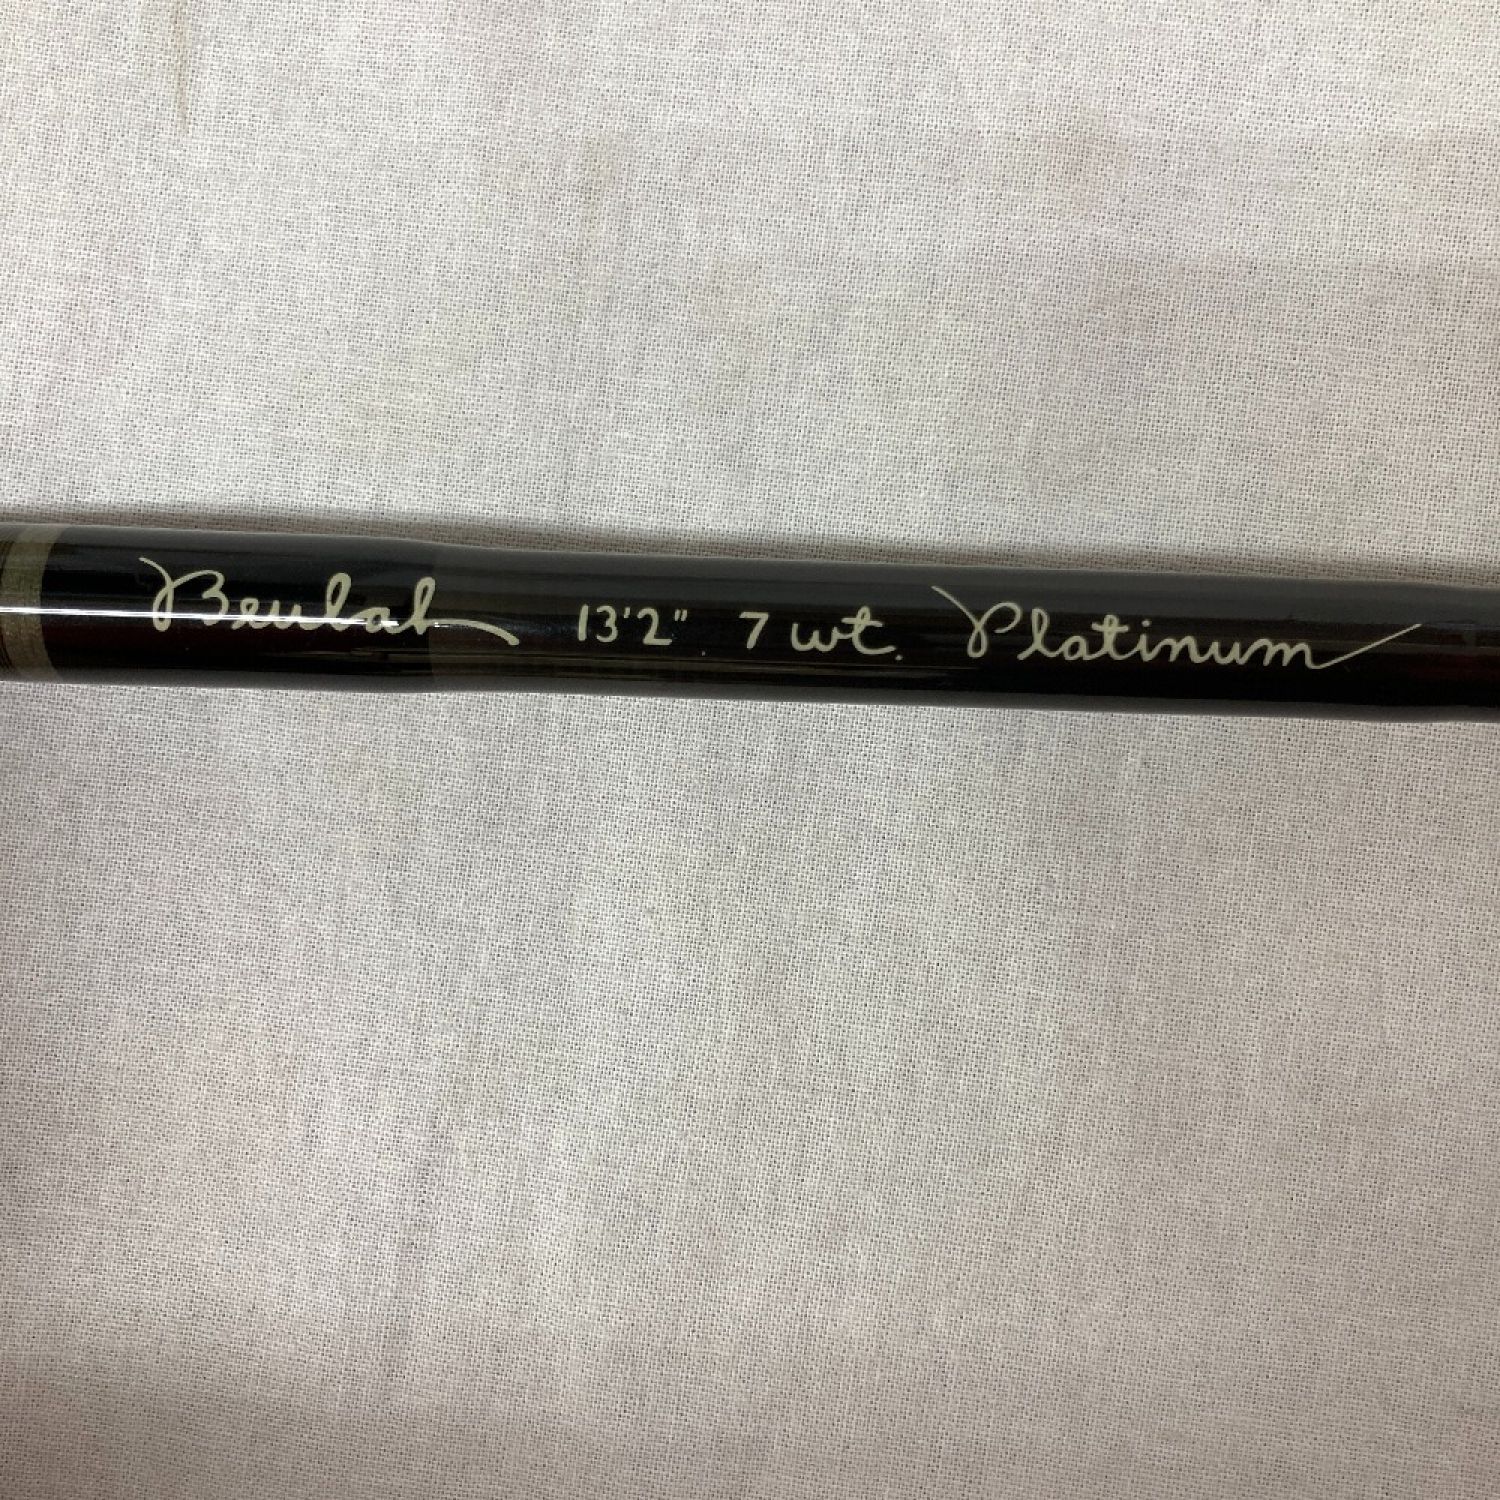 Beulah 13'2". 7 wt. Platinum